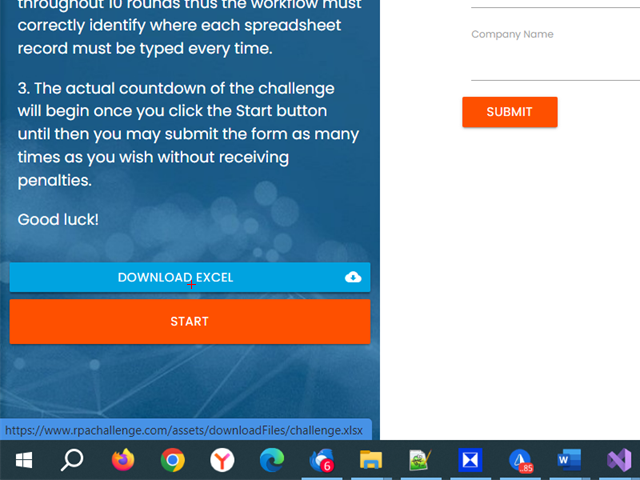 throughout 10 rounds thus the workflow must
correctly identify where each spreadsheet
record must be typed every time.
3. The actual countdown of the challenge
will begin once you click the Start button
until then you may submit the form as many
times as you wish without receiving
penalties.
Good luck!
DOWNLOAD EXCEL
START
https://www.rpachallenge.com/assets/downloadFiles/challenge.xlsx
Company Name
SUBMIT
6
.85